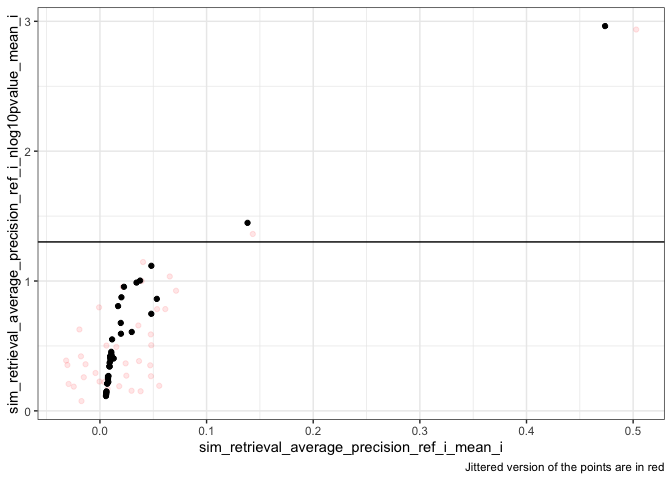 sim_retrieval_average_precision_ref_i_nlog10pvalue_mean_i
3
2
1
0
0.0 0.1 0.2 0.3 0.4 0.5
sim_retrieval_average_precision_ref_i_mean_i
Jittered version of the points are in red